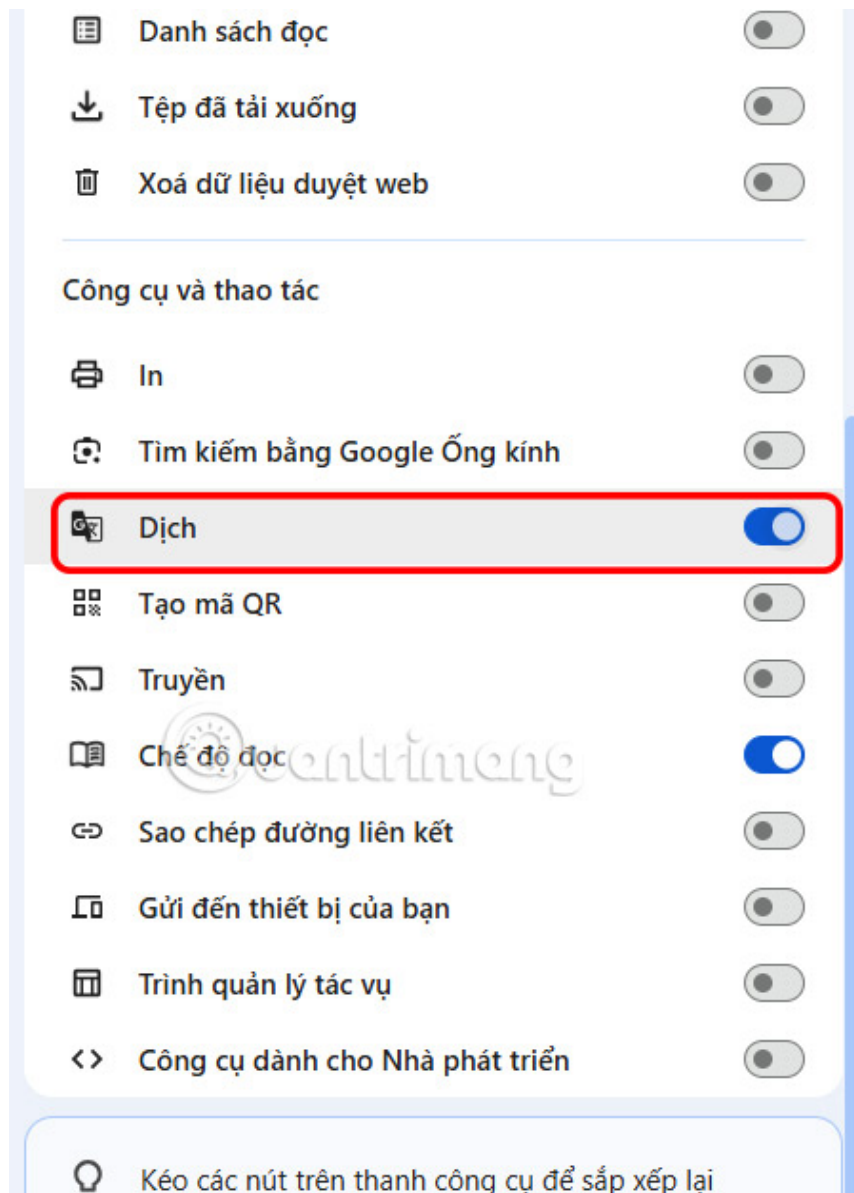 Danh sách đọc
Tệp đã tải xuống
Xoá dữ liệu duyệt web
Công cụ và thao tác
In
Tìm kiếm bằng Google Ống kính
Dịch
Tạo mã QR
Truyền
Chế độ đọc
Quantrimang
Sao chép đường liên kết
Gửi đến thiết bị của bạn
Trình quản lý tác vụ
Công cụ dành cho Nhà phát triển
Kéo các nút trên thanh công cụ để sắp xếp lại